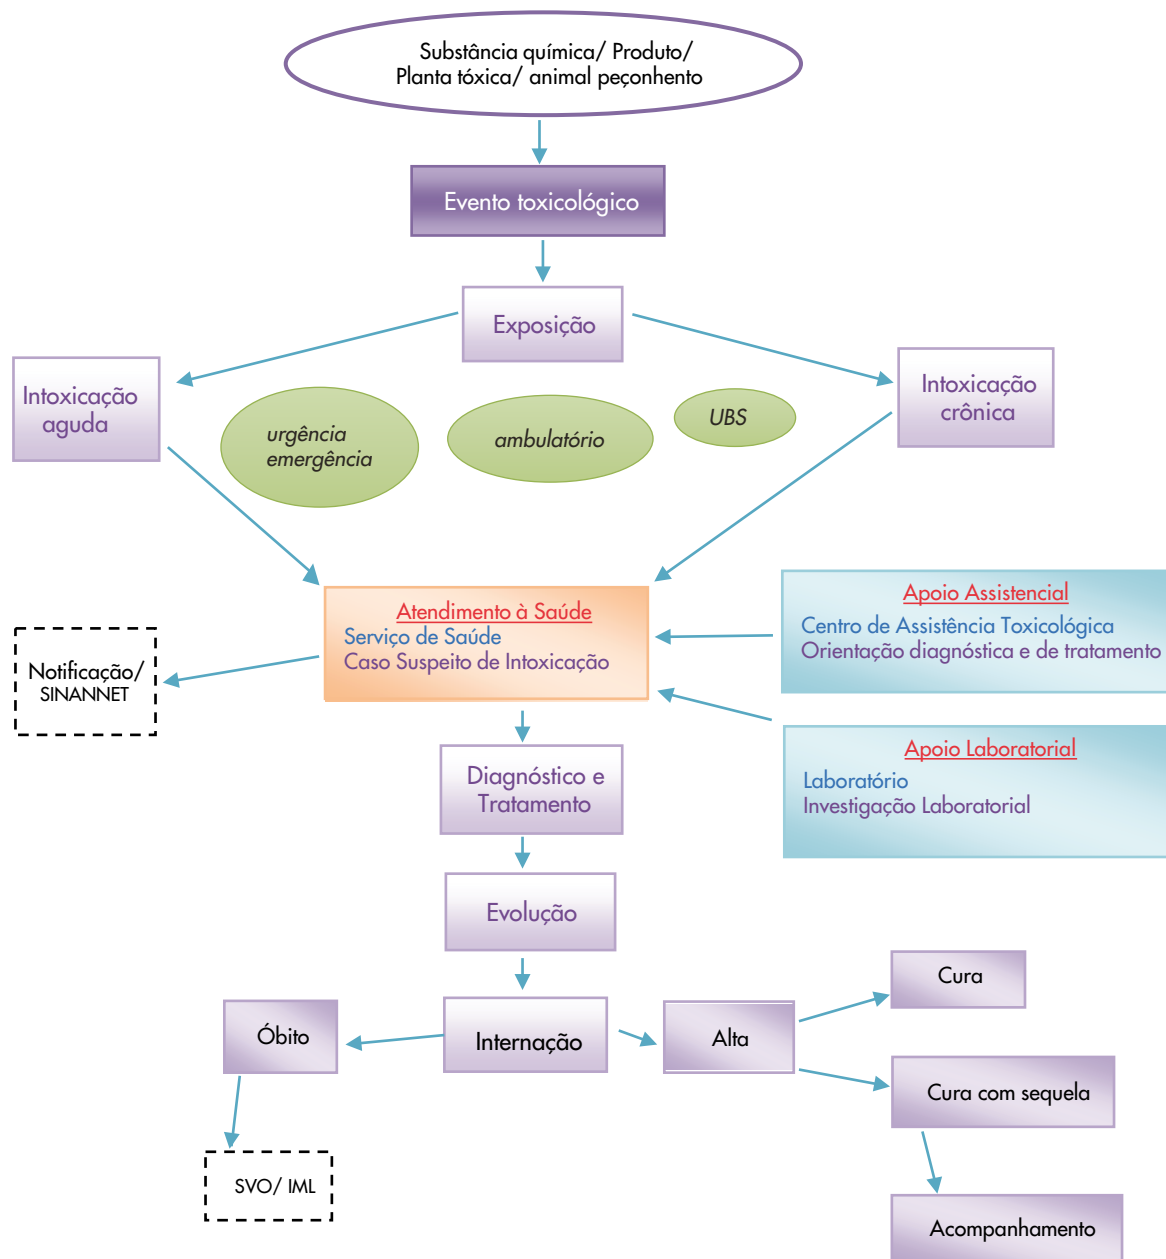 Substância química/ Produto/
Planta tóxica/ animal peçonhento
Evento toxicológico
Exposição
Intoxicação
aguda
urgência
emergência
ambulatório
UBS
Intoxicação
crônica
Atendimento à Saúde
Serviço de Saúde
Caso Suspeito de Intoxicação
Apoio Assistencial
Centro de Assistência Toxicológica
Orientação diagnóstica e de tratamento
Notificação/
SINANNET
Apoio Laboratorial
Laboratório
Investigação Laboratorial
Diagnóstico e
Tratamento
Evolução
Cura
Óbito
Internação
Alta
Cura com sequela
SVO/ IML
Acompanhamento